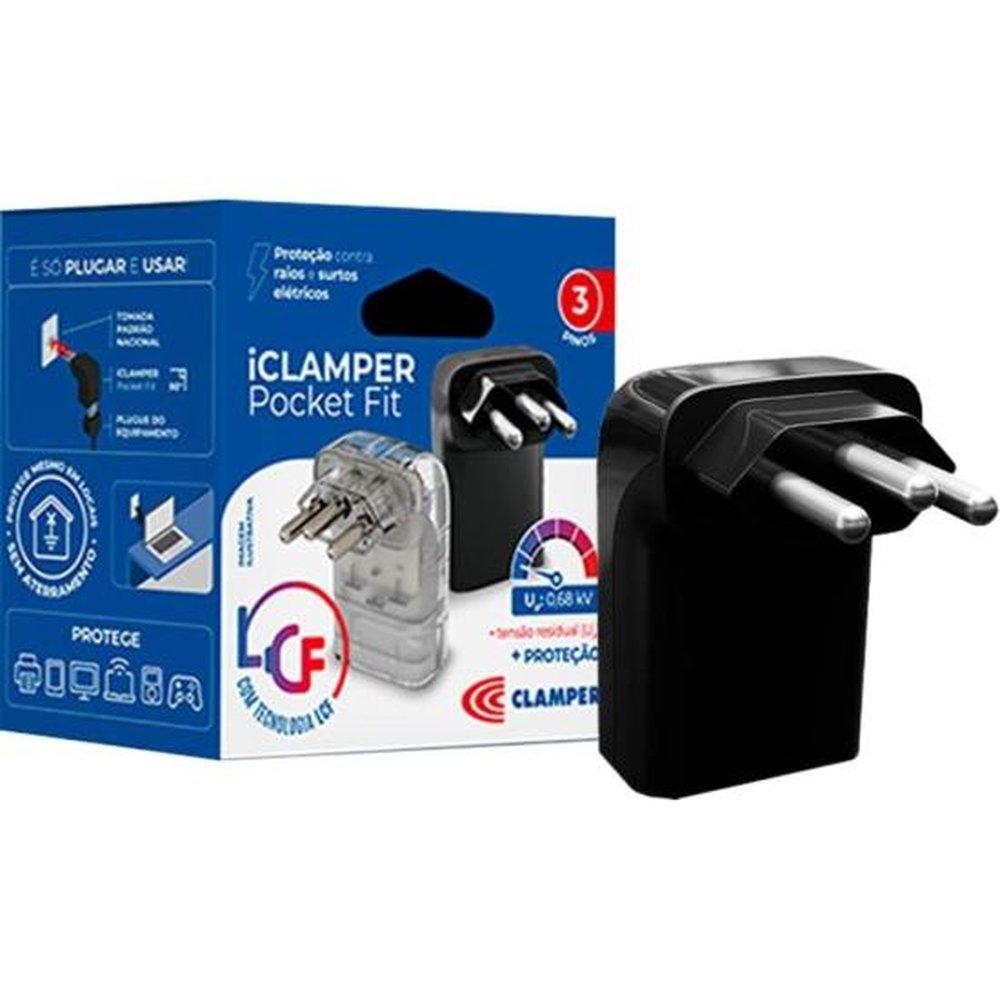 É SÓ PLUGAR E USAR!
TOMADA
PADRÃO
NACIONAL
iCLAMPER
Pocket Fit
90°
PLUGUE DO
EQUIPAMENTO
PROTEGE MESMO EM LOCAIS
SEM ATERRAMENTO
PROTEGE
Proteção contra
raios e surtos
elétricos
3
PINOS
iCLAMPER
Pocket Fit
IMAGEM
ILUSTRATIVA
LCF
COM TECNOLOGIA LCF
Up: 0,68 kV
- tensão residual (U
+ PROTEÇÃO
CLAMPER